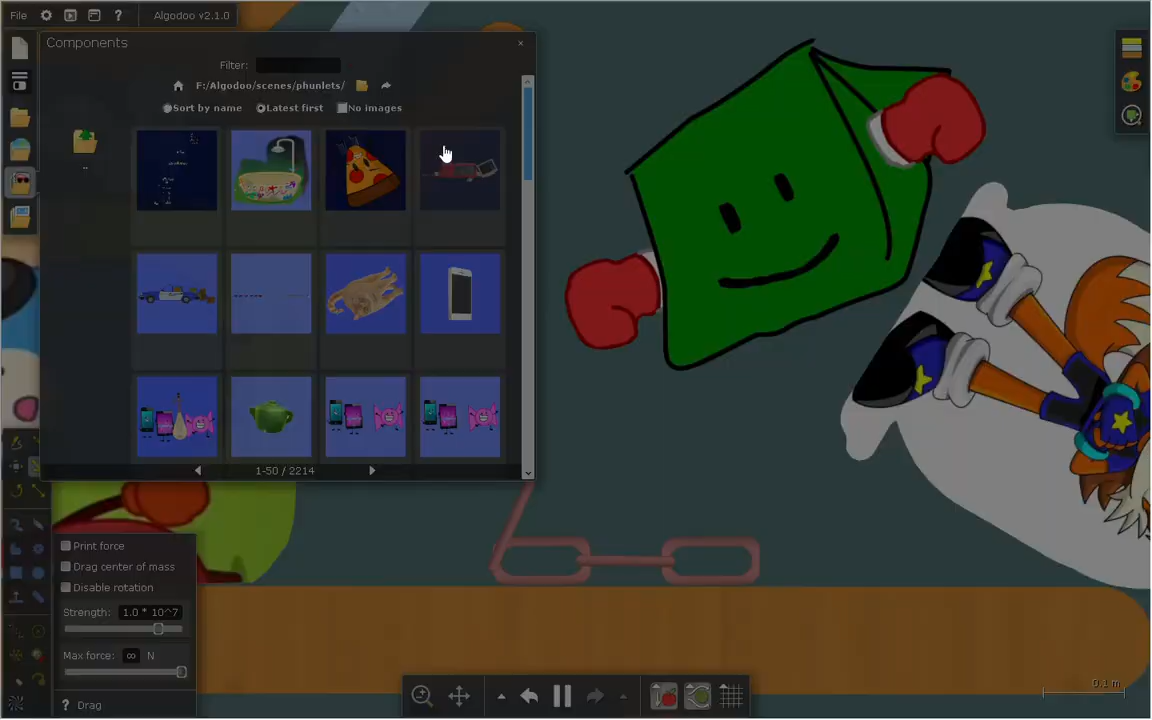 File ? Algodoo v2.1.0
Components ×
Filter:
F:/Algodoo/scenes/phunlets/
Sort by name Latest first No images
..
1-50 / 2214
Print force
Drag center of mass
Disable rotation
Strength: 1.0 * 10^7
Max force: ∞ N
? Drag
0.1 m